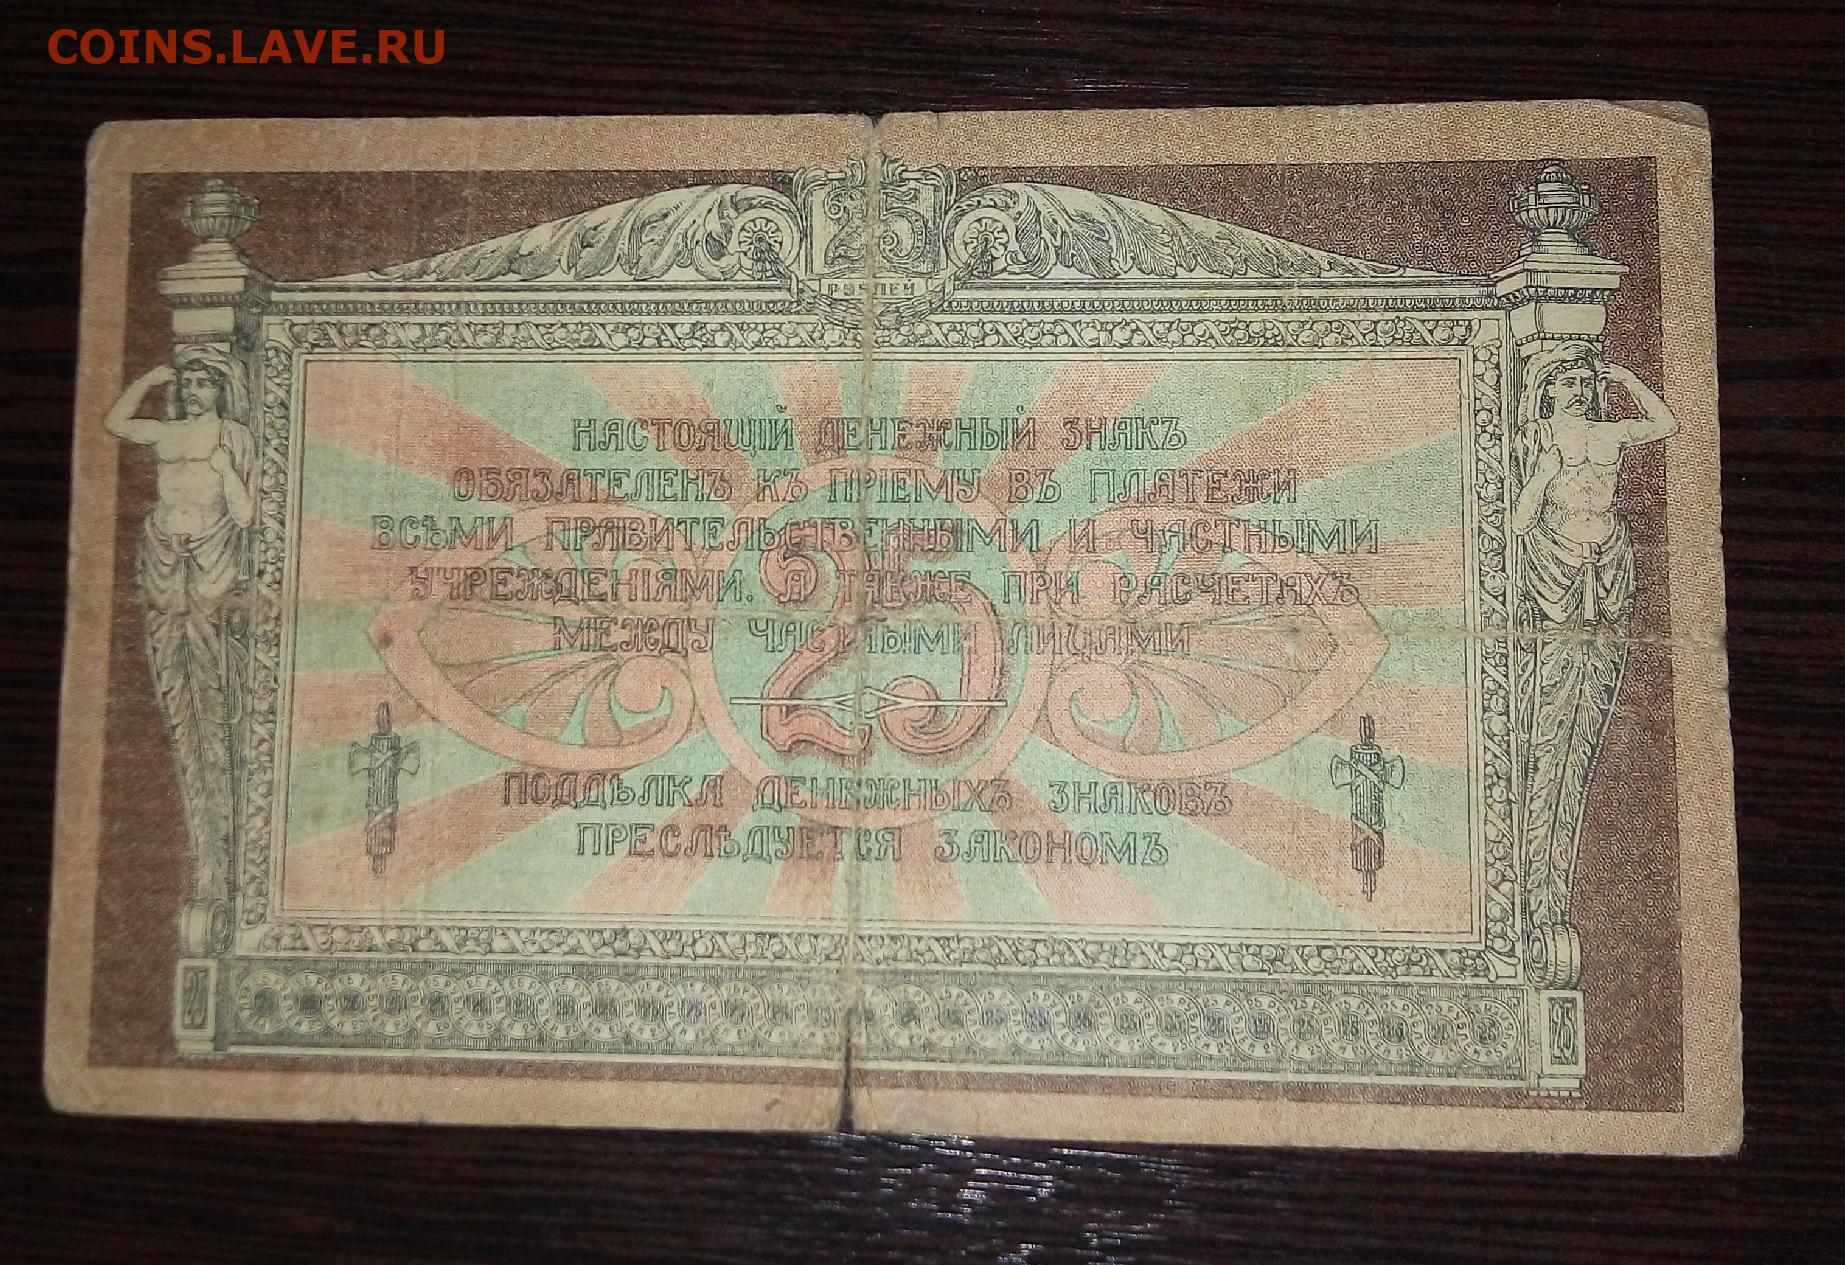 COINS.LAVE.RU
25
РУБЛЕЙ
НАСТОЯЩІЙ ДЕНЕЖНЫЙ ЗНАКЪ
ОБЯЗАТЕЛЕНЪ КЪ ПРІЕМУ ВЪ ПЛАТЕЖИ
ВСѢМИ ПРАВИТЕЛЬСТВЕННЫМИ И ЧАСТНЫМИ
УЧРЕЖДЕНІЯМИ, А ТАКЖЕ ПРИ РАСЧЕТАХЪ
МЕЖДУ ЧАСТНЫМИ ЛИЦАМИ
25
ПОДДѢЛКА ДЕНЕЖНЫХЪ ЗНАКОВЪ
ПРЕСЛѢДУЕТСЯ ЗАКОНОМЪ
25 25